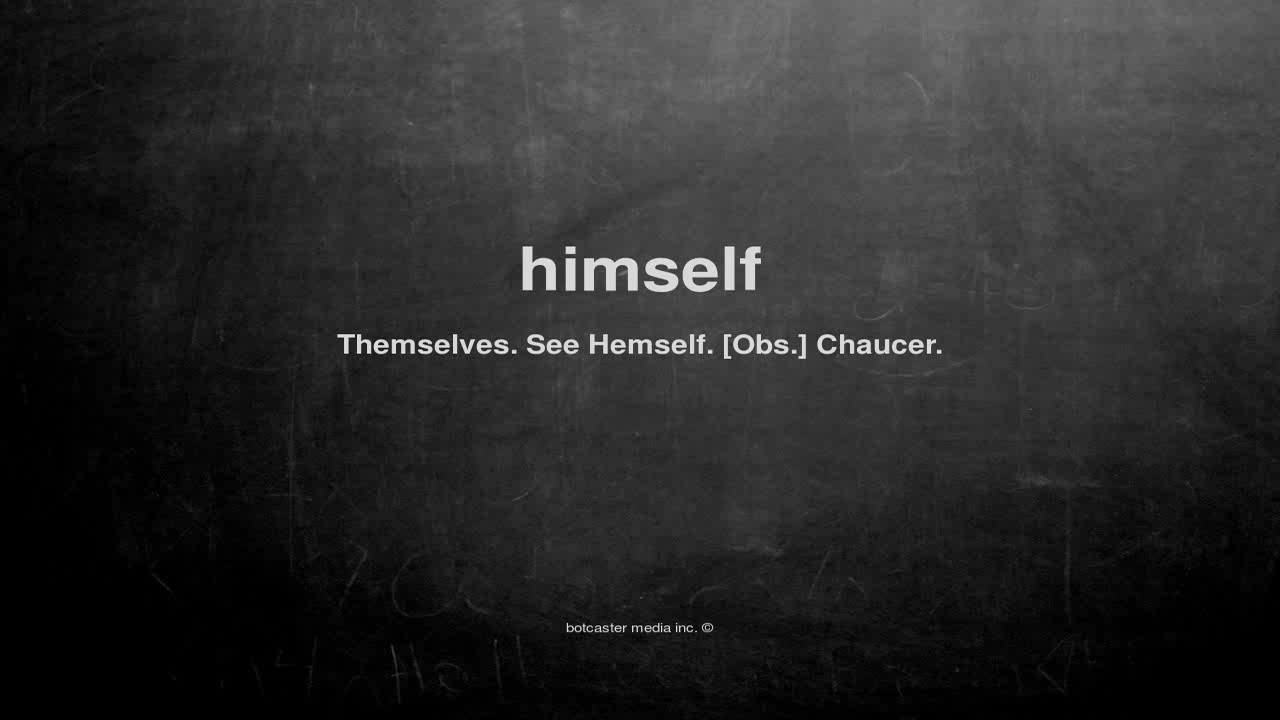 himself
Themselves. See Hemself. [Obs.] Chaucer.
botcaster media inc. ©